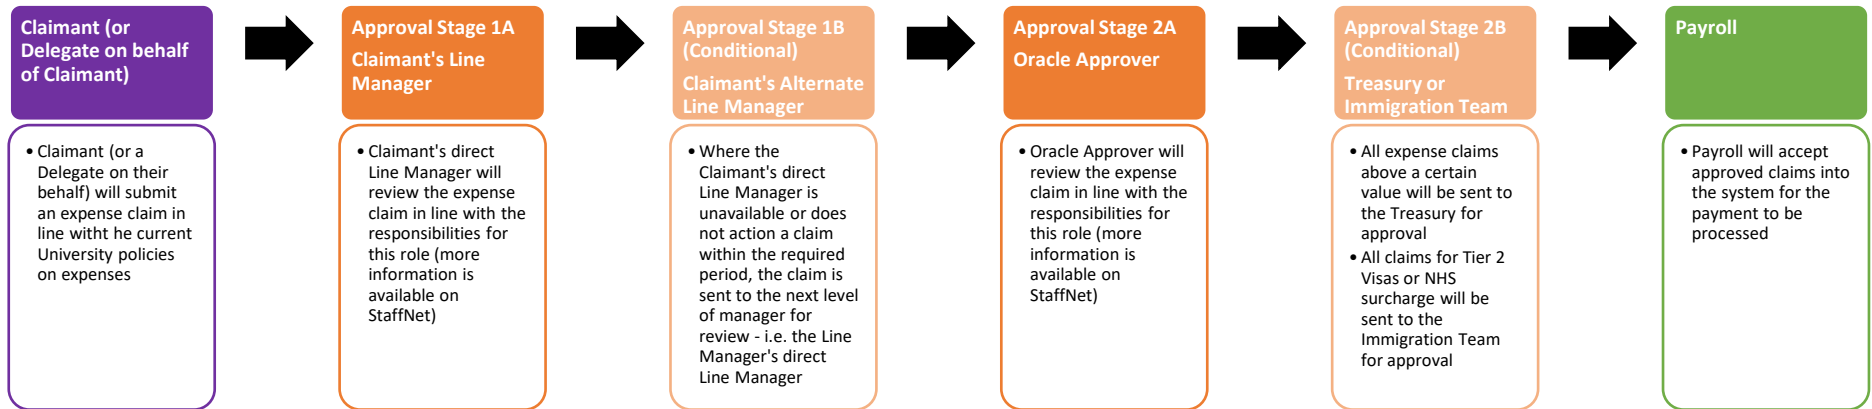 Claimant (or
Delegate on behalf
of Claimant)
• Claimant (or a
Delegate on their
behalf) will submit
an expense claim in
line witht he current
University policies
on expenses
Approval Stage 1A
Claimant's Line
Manager
• Claimant's direct
Line Manager will
review the expense
claim in line with the
responsibilities for
this role (more
information is
available on
StaffNet)
Approval Stage 1B
(Conditional)
Claimant's Alternate
Line Manager
• Where the
Claimant's direct
Line Manager is
unavailable or does
not action a claim
within the required
period, the claim is
sent to the next level
of manager for
review - i.e. the Line
Manager's direct
Line Manager
Approval Stage 2A
Oracle Approver
• Oracle Approver will
review the expense
claim in line with the
responsibilities for
this role (more
information is
available on
StaffNet)
Approval Stage 2B
(Conditional)
Treasury or
Immigration Team
• All expense claims
above a certain
value will be sent to
the Treasury for
approval
• All claims for Tier 2
Visas or NHS
surcharge will be
sent to the
Immigration Team
for approval
Payroll
• Payroll will accept
approved claims into
the system for the
payment to be
processed